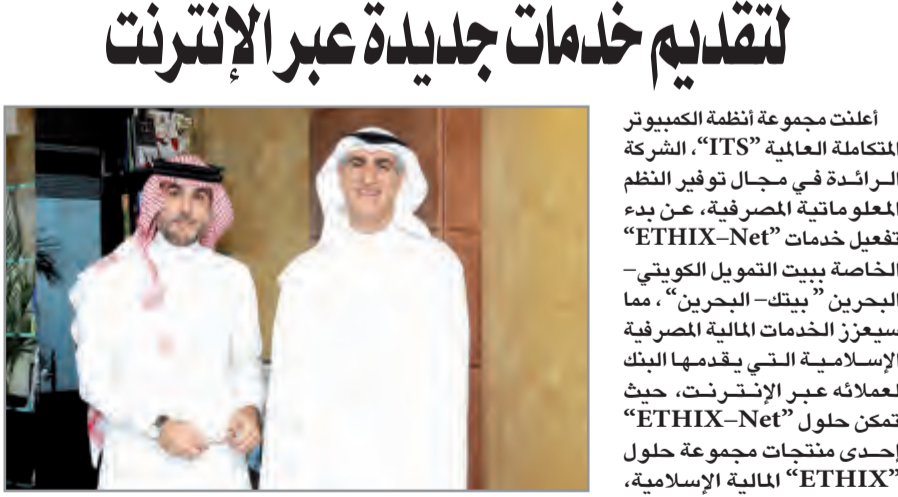 لتقديم خدمات جديدة عبر الإنترنت
أعلنت مجموعة أنظمة الكمبيوتر
المتكاملة العالمية ”ITS“، الشركة
الرائدة في مجال توفير النظم
المعلوماتية المصرفية، عن بدء
تفعيل خدمات ”ETHIX–Net“
الخاصة ببيت التمويل الكويتي–
البحرين ” بيتك– البحرين“ ، مما
سيعزز الخدمات المالية المصرفية
الإسلامية التي يقدمها البنك
لعملائه عبر الإنترنت، حيث
تمكن حلول ”ETHIX–Net“
إحدى منتجات مجموعة حلول
”ETHIX“ المالية الإسلامية،